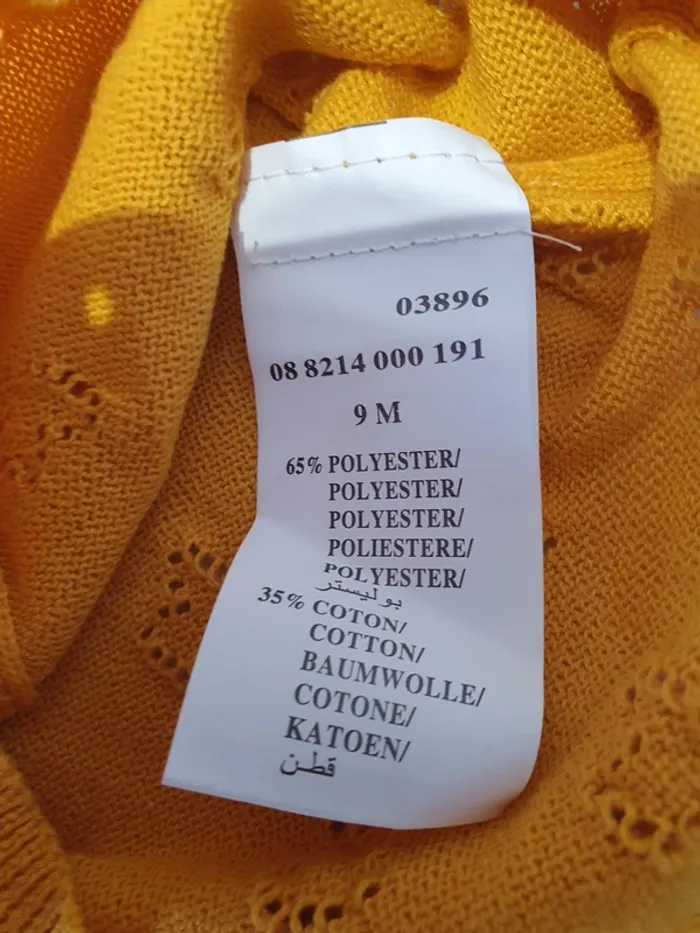 03896
08 8214 000 191
9 M
65% POLYESTER/
POLYESTER/
POLYESTER/
POLIESTERE/
POLYESTER/
بوليستر
35% COTON/
COTTON/
BAUMWOLLE/
COTONE/
KATOEN/
قطن